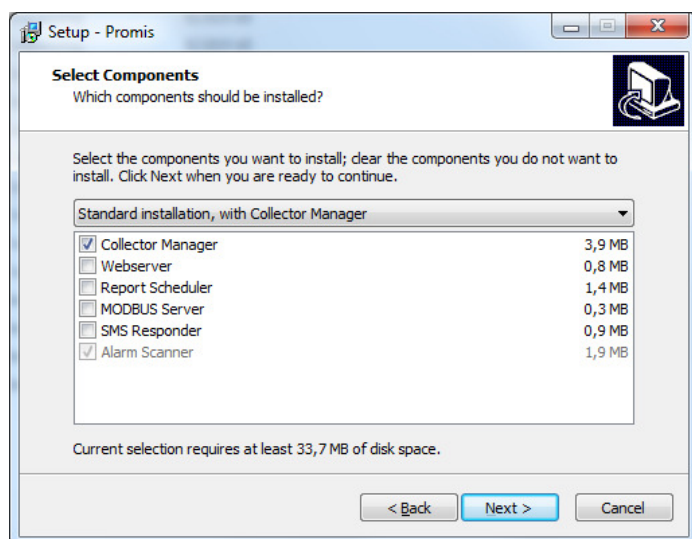 Setup - Promis
Select Components
Which components should be installed?
Select the components you want to install; clear the components you do not want to
install. Click Next when you are ready to continue.
Standard installation, with Collector Manager
Collector Manager 3,9 MB
Webserver 0,8 MB
Report Scheduler 1,4 MB
MODBUS Server 0,3 MB
SMS Responder 0,9 MB
Alarm Scanner 1,9 MB
Current selection requires at least 33,7 MB of disk space.
< Back Next > Cancel